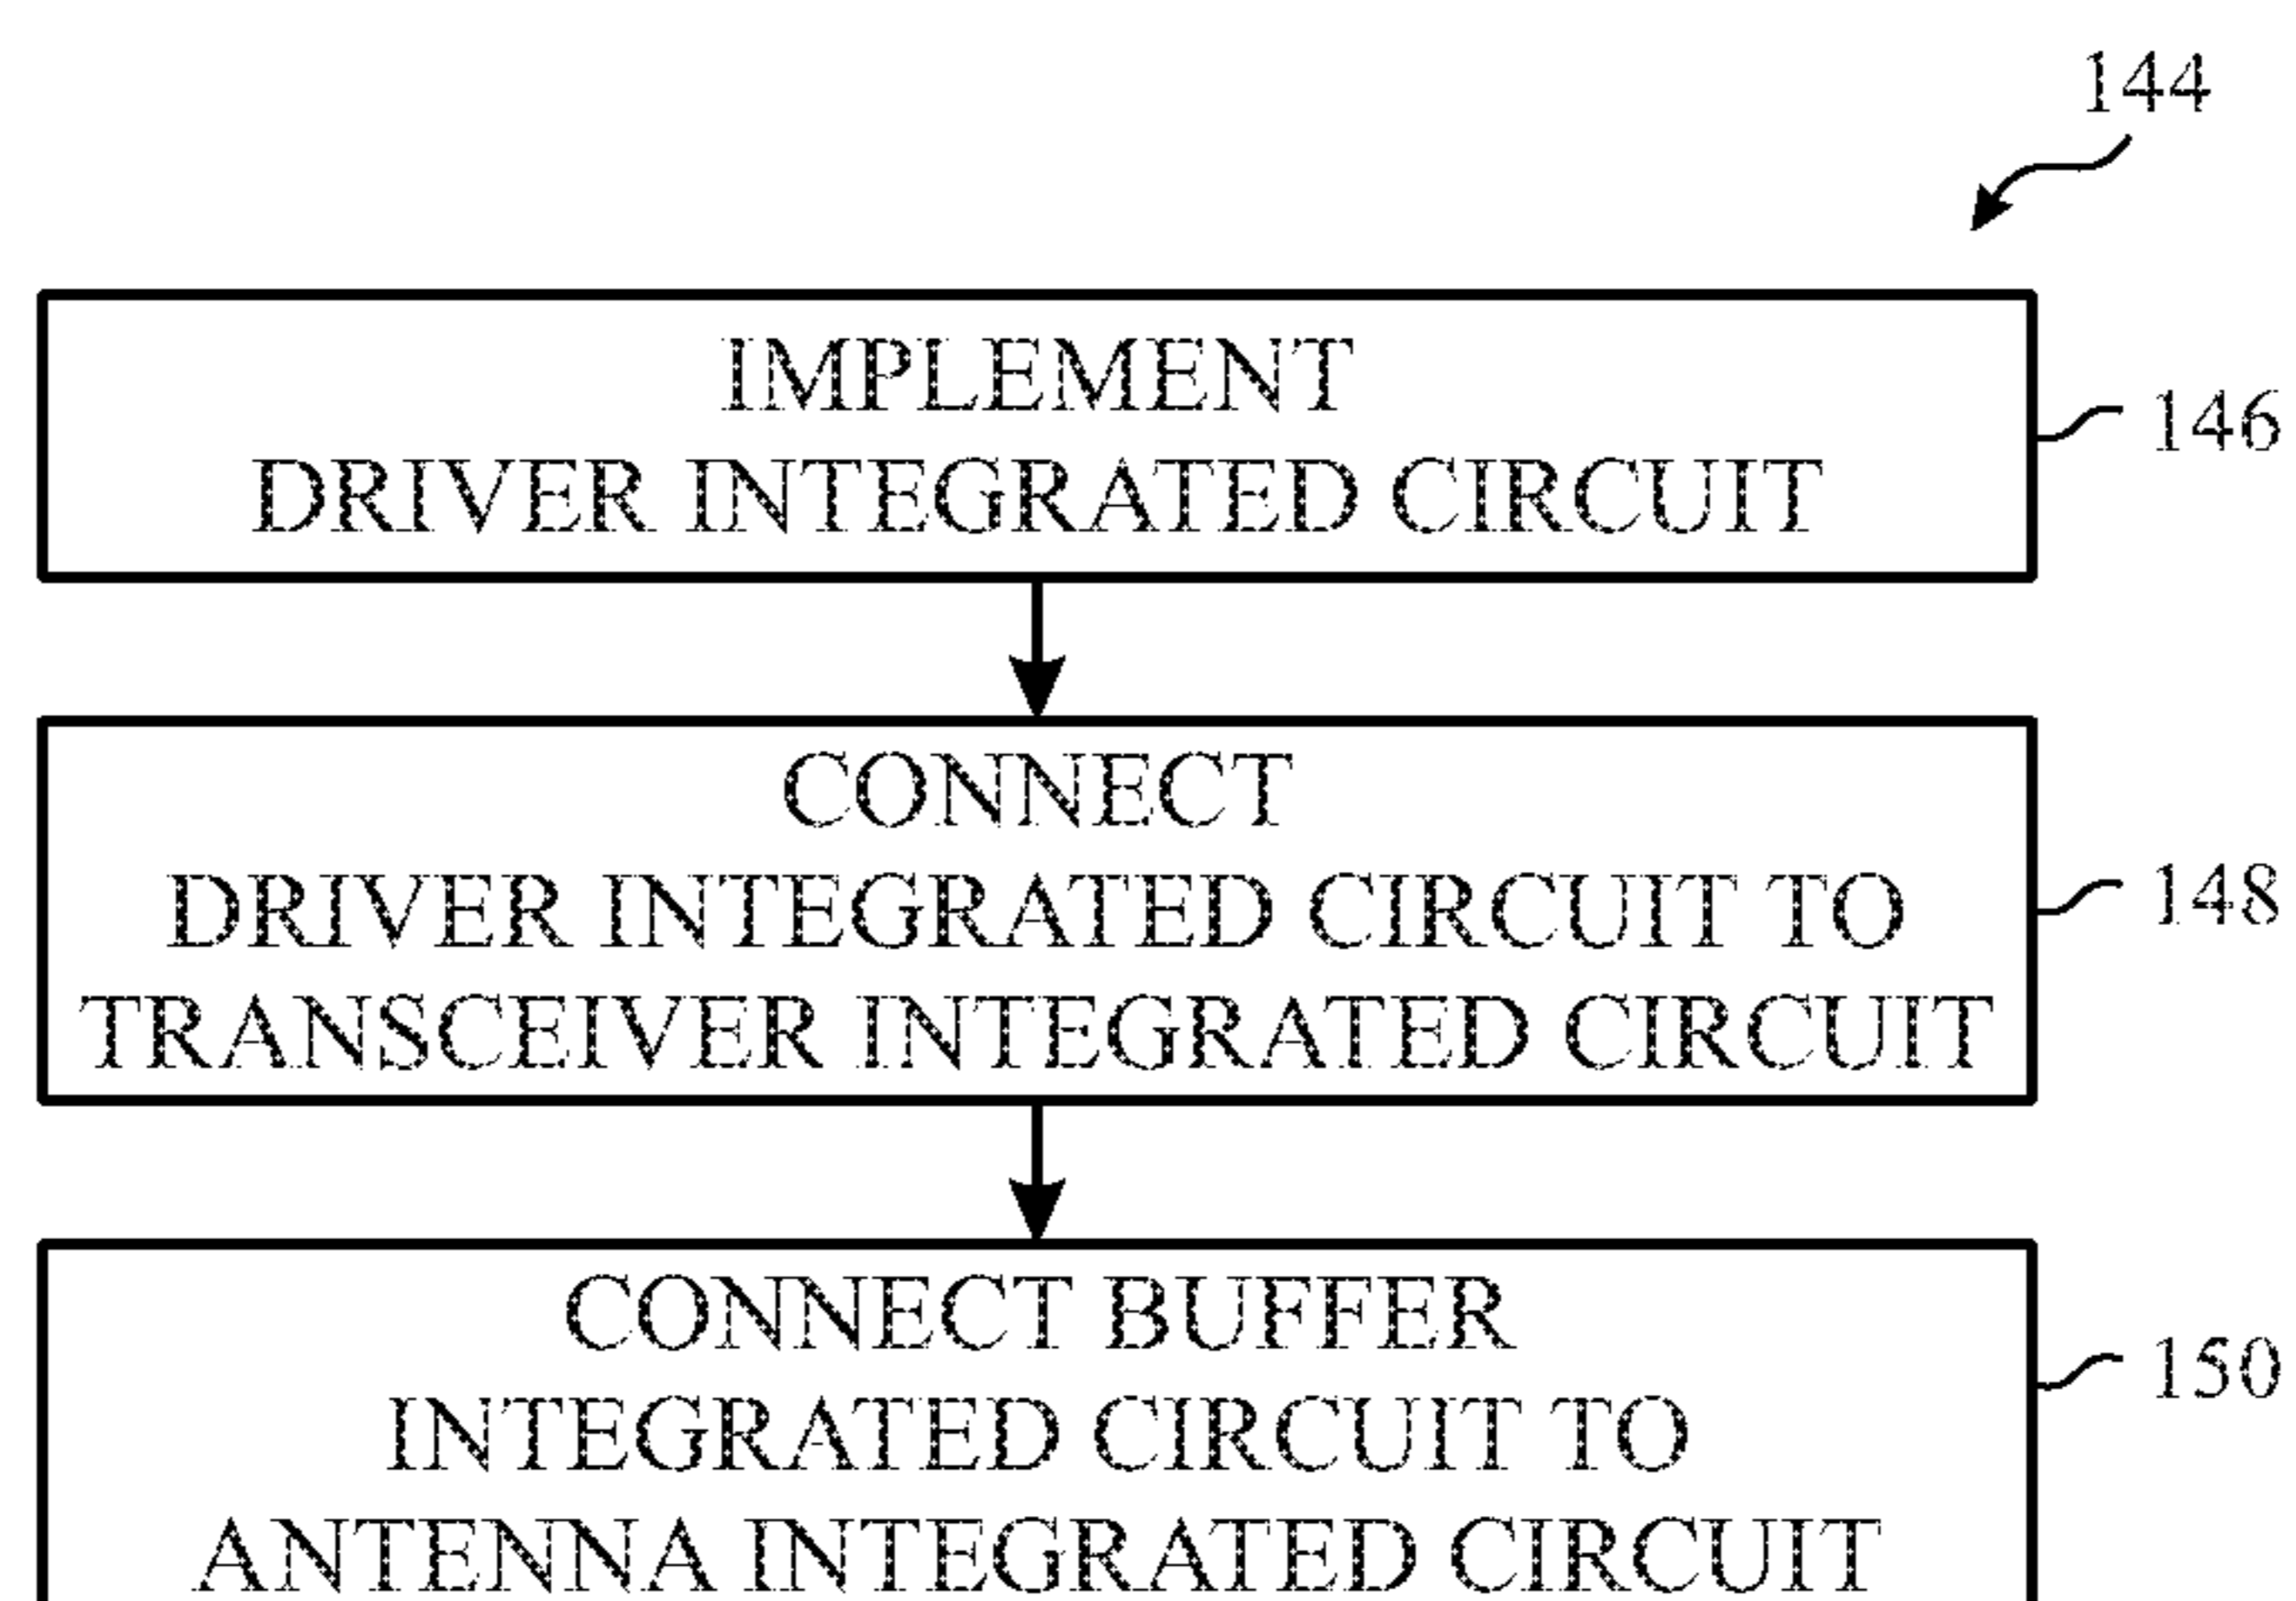 144
IMPLEMENT
DRIVER INTEGRATED CIRCUIT
146
CONNECT
DRIVER INTEGRATED CIRCUIT TO
TRANSCEIVER INTEGRATED CIRCUIT
148
CONNECT BUFFER
INTEGRATED CIRCUIT TO
ANTENNA INTEGRATED CIRCUIT
150